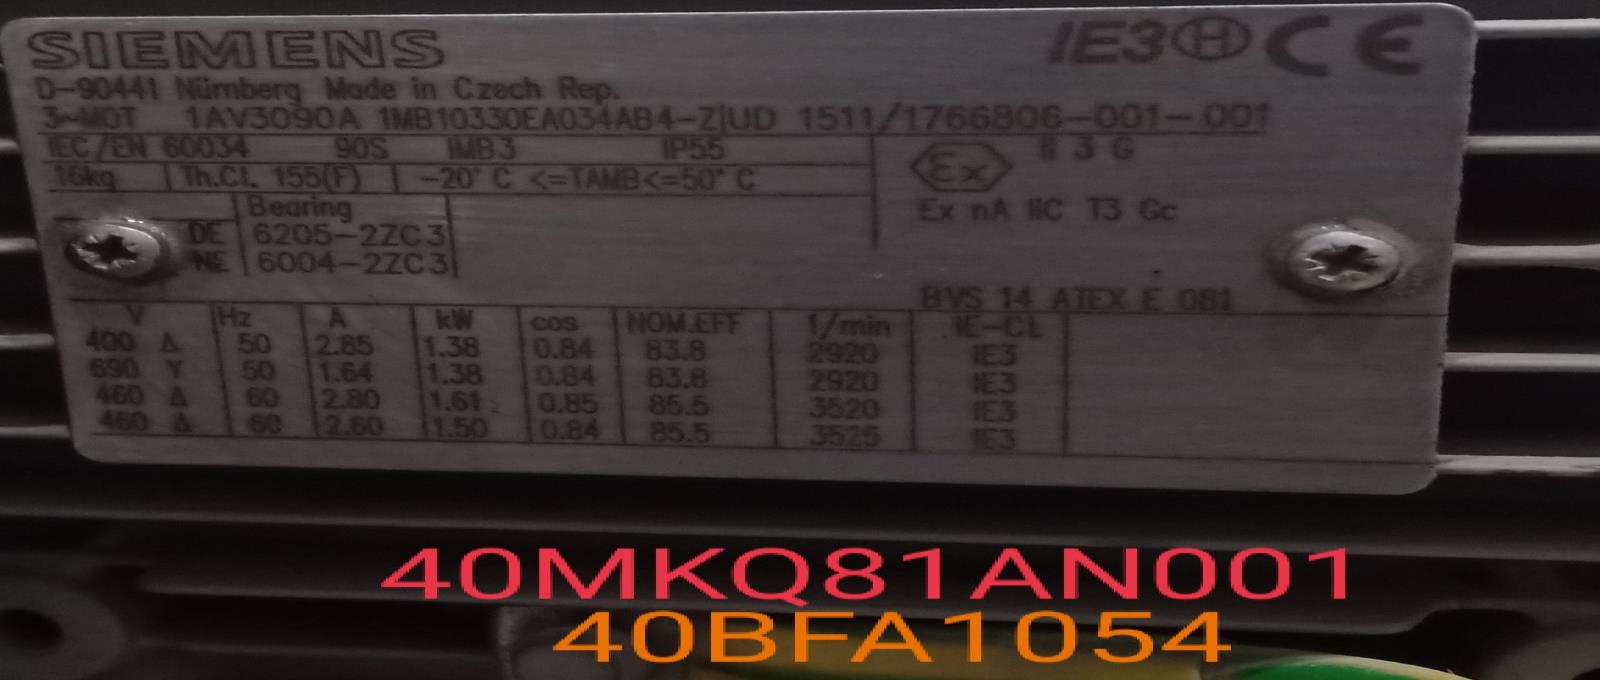 SIEMENS IE3 H CE
D-90441 Nürnberg Made in Czech Rep.
3~MOT 1AV3090A 1MB10330EA034AB4-Z UD 1511/1766806-001-001
IEC/EN 60034 90S IMB3 IP55 Ex II 3 G
16kg Th.Cl. 155(F) -20°C <=TAMB<=50°C
Ex nA IIC T3 Gc
Bearing
DE 6205-2ZC3
NE 6004-2ZC3
BVS 14 ATEX E 081
V Hz A kW cos NOM.EFF 1/min IE-CL
400 Δ 50 2.85 1.38 0.84 83.8 2920 IE3
690 Y 50 1.64 1.38 0.84 83.8 2920 IE3
460 Δ 60 2.80 1.61 0.85 85.5 3520 IE3
460 Δ 60 2.60 1.50 0.84 85.5 3525 IE3
40MKQ81AN001
40BFA1054